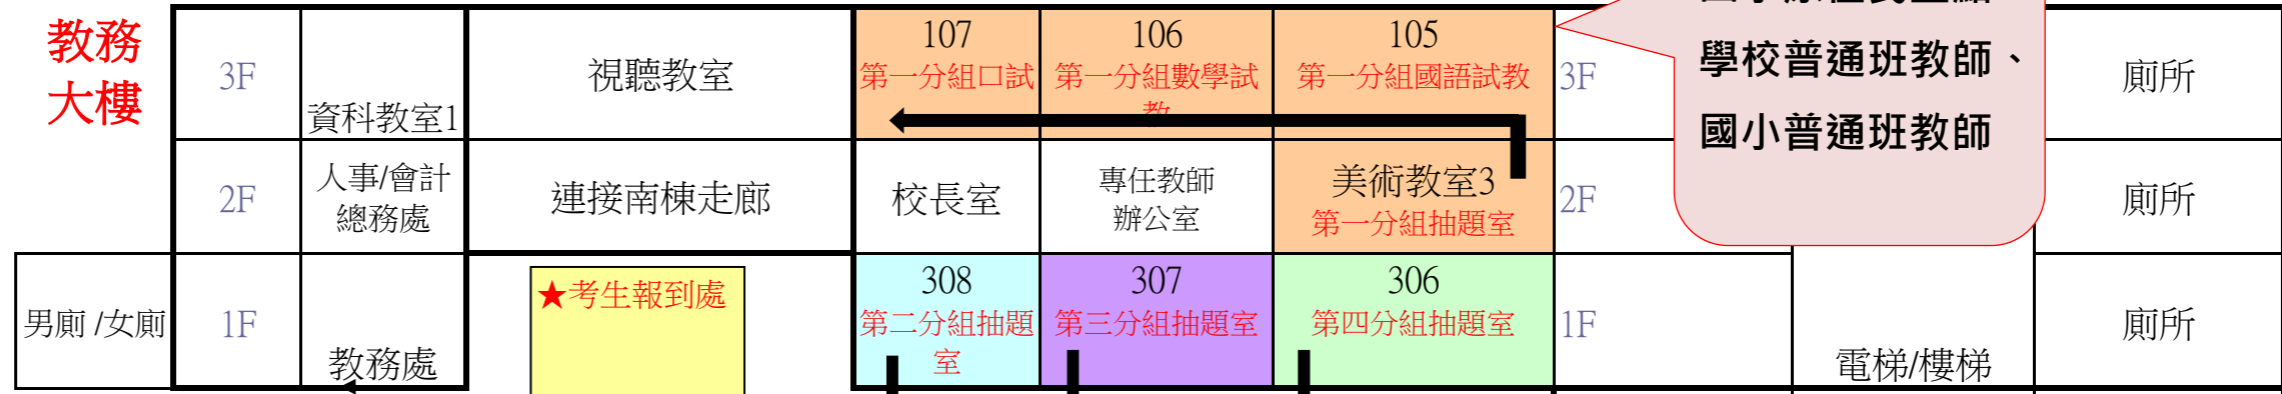 教務
大樓
3F
資科教室1
視聽教室
107
第一分組口試
106
第一分組數學試
教
105
第一分組國語試教
3F
學校普通班教師、
國小普通班教師
廁所
2F
人事/會計
總務處
連接南棟走廊
校長室
專任教師
辦公室
美術教室3
第一分組抽題室
2F
廁所
男廁 /女廁
1F
教務處
★考生報到處
308
第二分組抽題
室
307
第三分組抽題室
306
第四分組抽題室
1F
電梯/樓梯
廁所